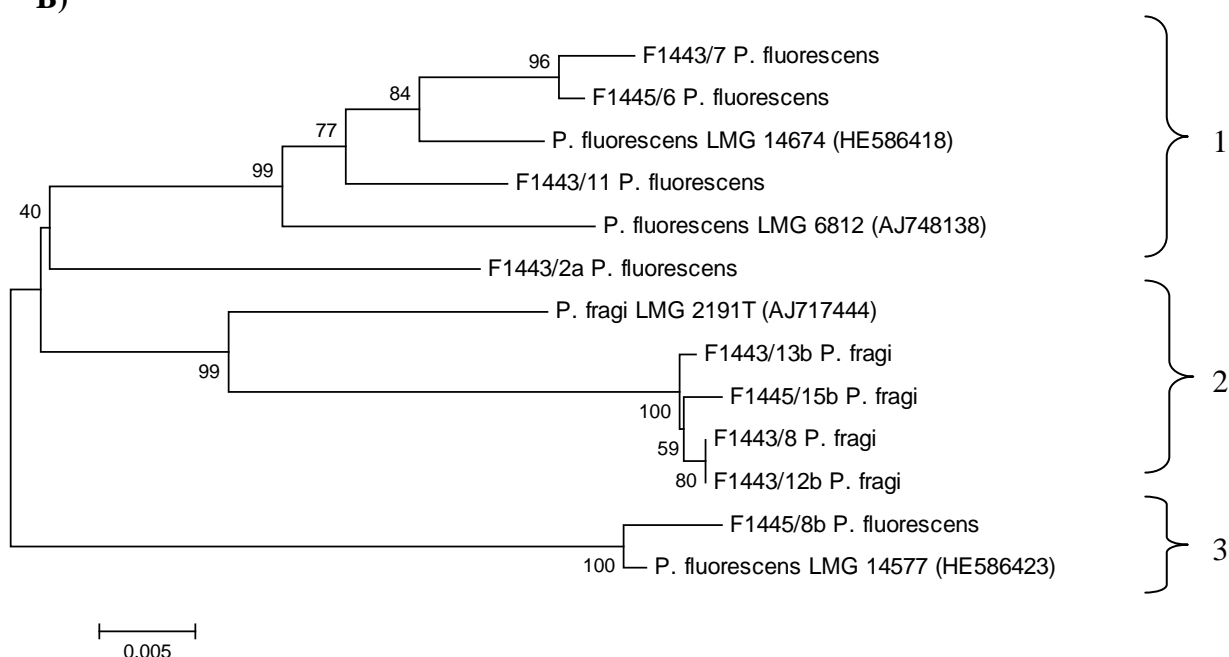 B)
96
F1443/7 P. fluorescens
F1445/6 P. fluorescens
84
P. fluorescens LMG 14674 (HE586418)
77
F1443/11 P. fluorescens
99
P. fluorescens LMG 6812 (AJ748138)
1
40
F1443/2a P. fluorescens
P. fragi LMG 2191T (AJ717444)
99
F1443/13b P. fragi
100
F1445/15b P. fragi
59
F1443/8 P. fragi
80
F1443/12b P. fragi
2
F1445/8b P. fluorescens
100
P. fluorescens LMG 14577 (HE586423)
3
0.005